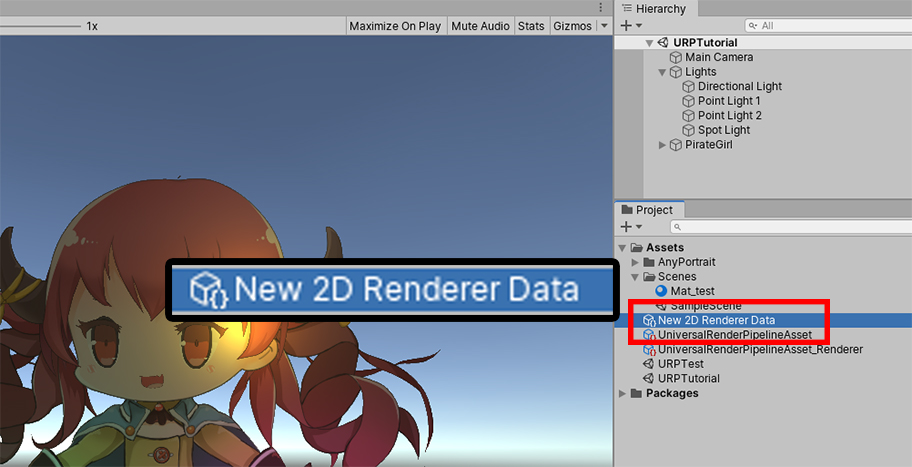 1x
Maximize On Play
Mute Audio
Stats
Gizmos
Hierarchy
All
URPTutorial
Main Camera
Lights
Directional Light
Point Light 1
Point Light 2
Spot Light
PirateGirl
New 2D Renderer Data
Project
Assets
AnyPortrait
Scenes
Mat_test
SampleScene
New 2D Renderer Data
UniversalRenderPipelineAsset
UniversalRenderPipelineAsset_Renderer
URPTest
URPTutorial
Packages